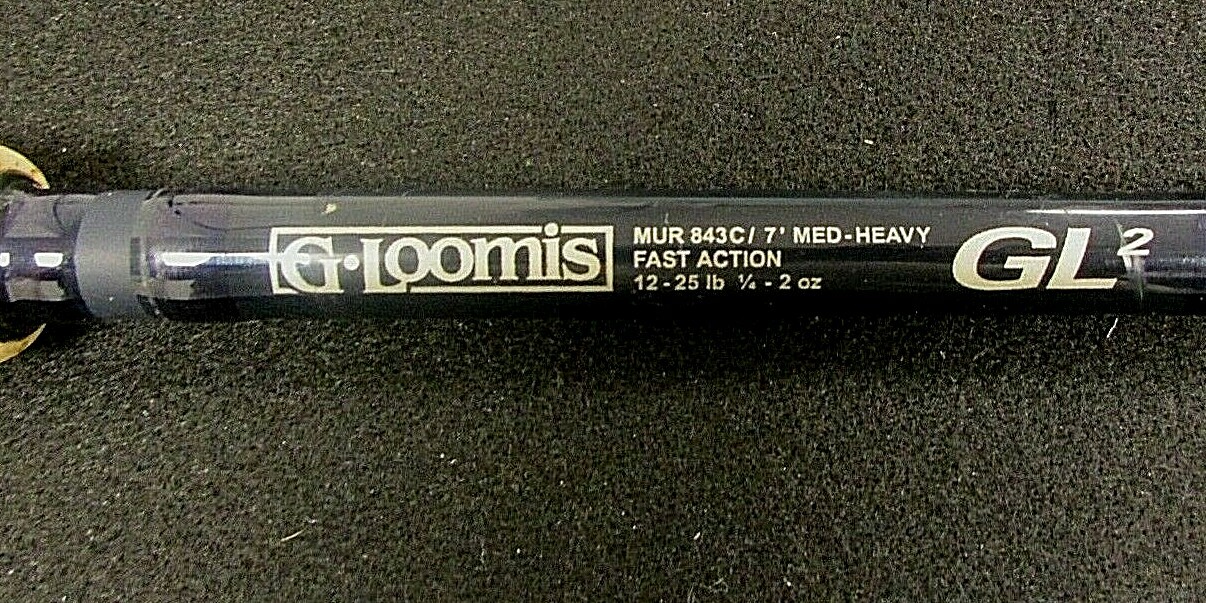 G·Loomis
MUR 843C/ 7' MED-HEAVY
FAST ACTION
12-25 lb ¼ - 2 oz
GL²